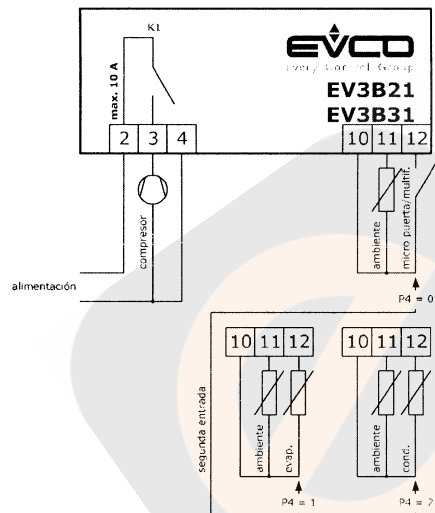 K1
EVCO
Every Control Group
EV3B21
EV3B31
max. 10 A
2 3 4
10 11 12
compresor
ambiente
micro puerta/multif.
alimentación
P4 = 0
segunda entrada
10 11 12
10 11 12
ambiente
evap.
ambiente
cond.
P4 = 1
P4 = 2